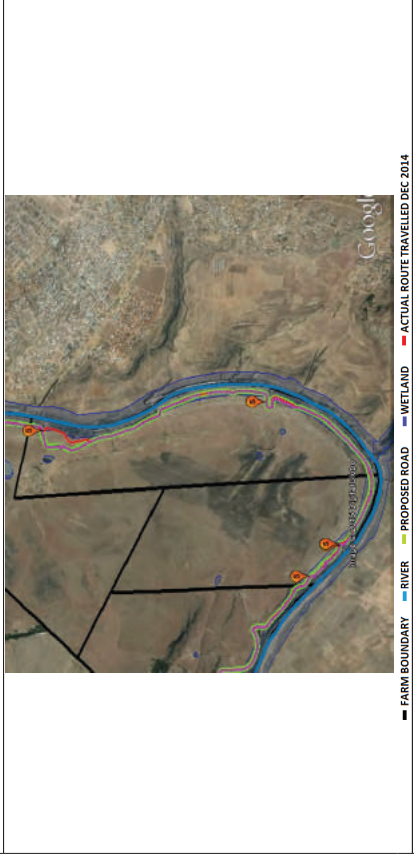 Google
FARM BOUNDARY
RIVER
PROPOSED ROAD
WETLAND
ACTUAL ROUTE TRAVELLED DEC 2014